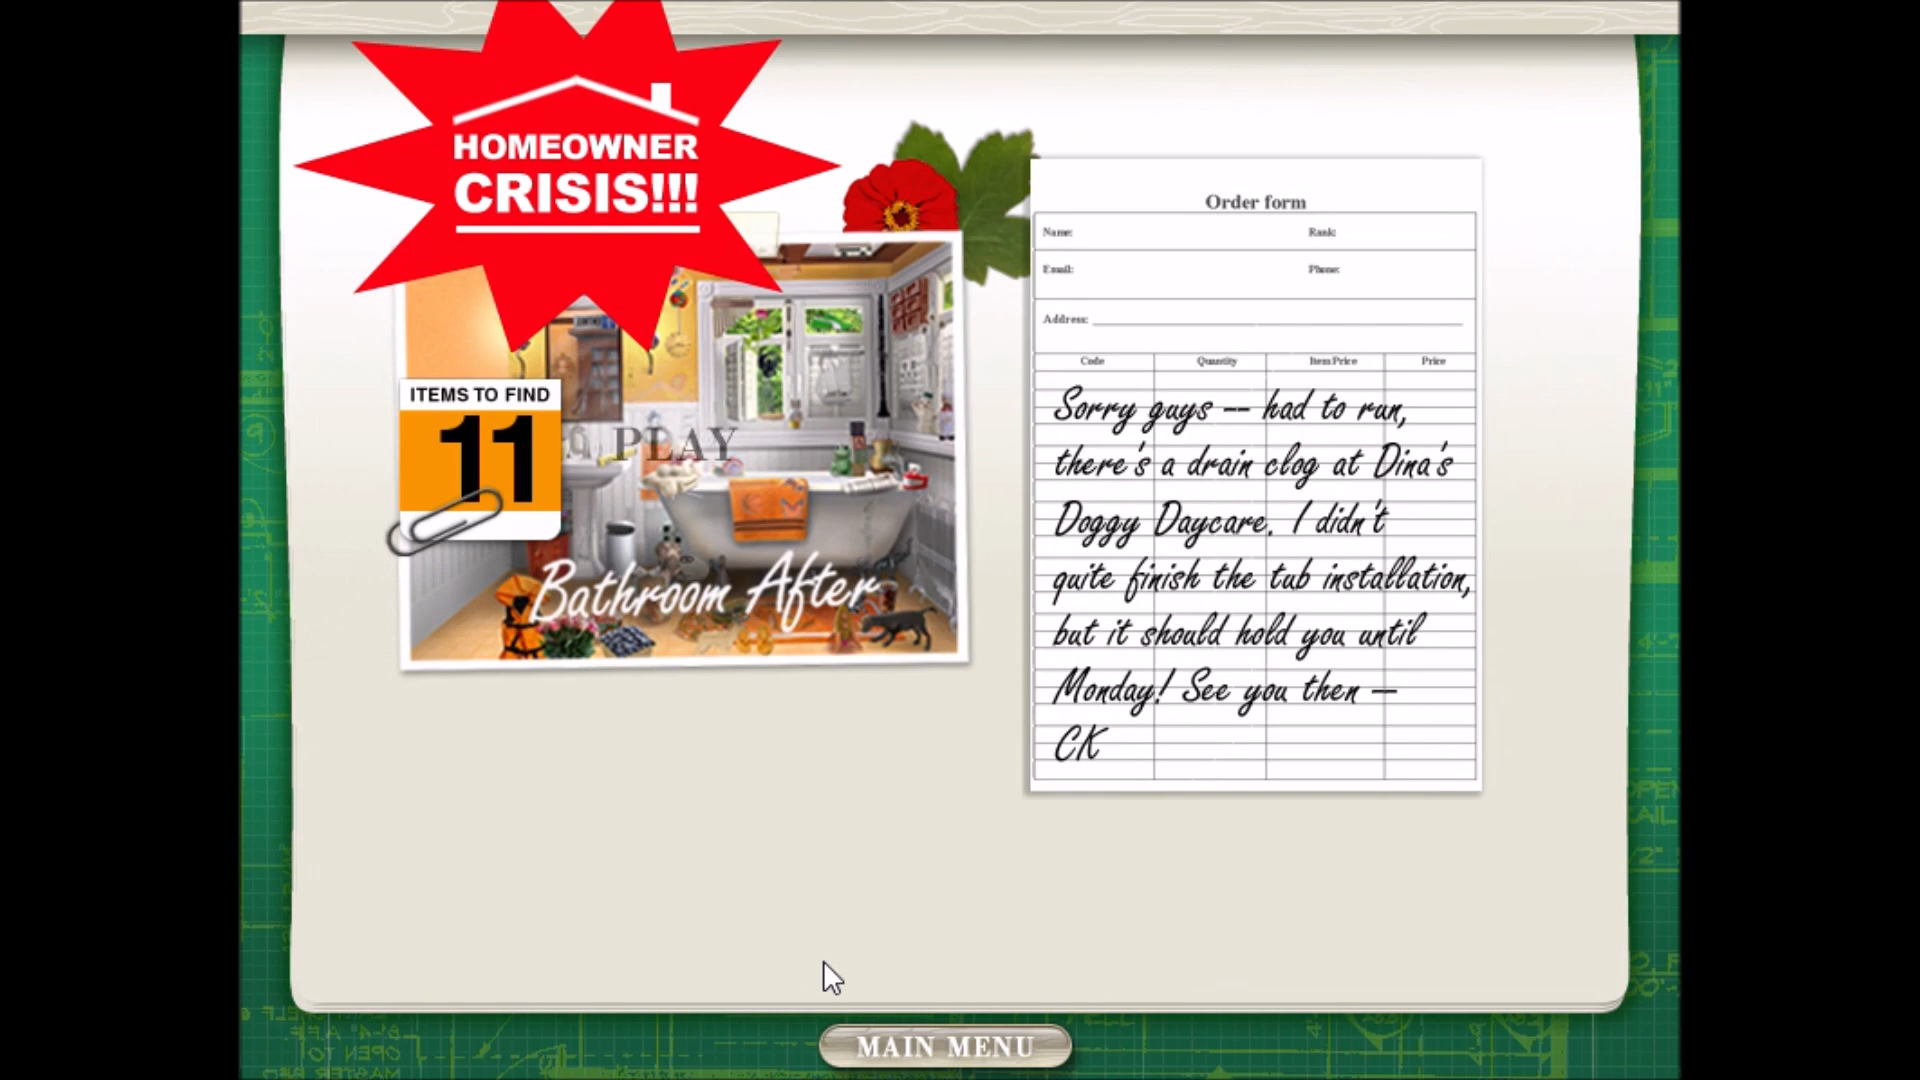 HOMEOWNER
CRISIS!!!
ITEMS TO FIND
11
PLAY
Bathroom After
Order form
Name: Rank:
Email: Phone:
Address:
Code Quantity Item Price Price
Sorry guys -- had to run,
there's a drain clog at Dina's
Doggy Daycare. I didn't
quite finish the tub installation,
but it should hold you until
Monday! See you then —
CK
MAIN MENU